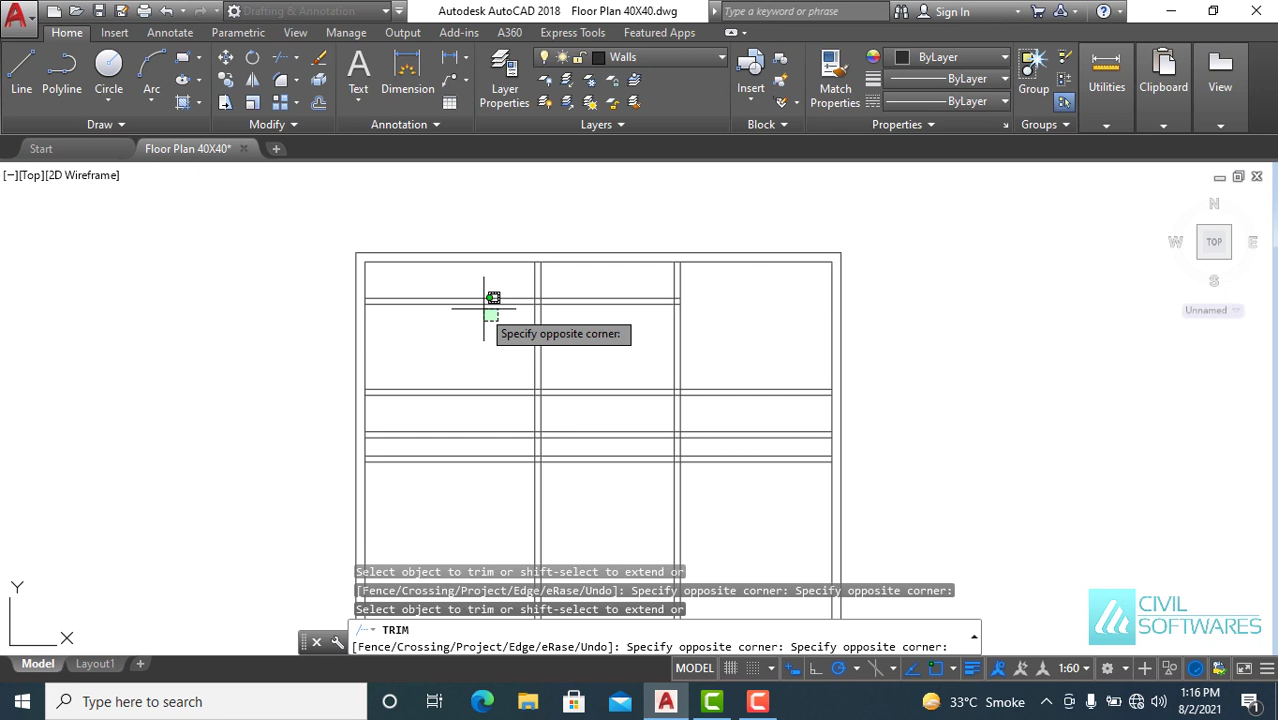 Drafting & Annotation
Autodesk AutoCAD 2018 Floor Plan 40X40.dwg
Type a keyword or phrase
Sign In
Home Insert Annotate Parametric View Manage Output Add-ins A360 Express Tools Featured Apps
Line
Polyline
Circle
Arc
Text
Dimension
Layer
Properties
Walls
Insert
Match
Properties
ByLayer
ByLayer
ByLayer
Group
Utilities
Clipboard
View
Draw
Modify
Annotation
Layers
Block
Properties
Groups
Start
Floor Plan 40X40*
[−][Top][2D Wireframe]
N
W
TOP
E
S
Unnamed
Specify opposite corner:
Y
X
Select object to trim or shift-select to extend or
[Fence/Crossing/Project/Edge/eRase/Undo]: Specify opposite corner: Specify opposite corner:
Select object to trim or shift-select to extend or
TRIM
[Fence/Crossing/Project/Edge/eRase/Undo]: Specify opposite corner: Specify opposite corner:
CIVIL
SOFTWARES
Model
Layout1
MODEL
1:60
Type here to search
33°C Smoke
1:16 PM
8/2/2021
1